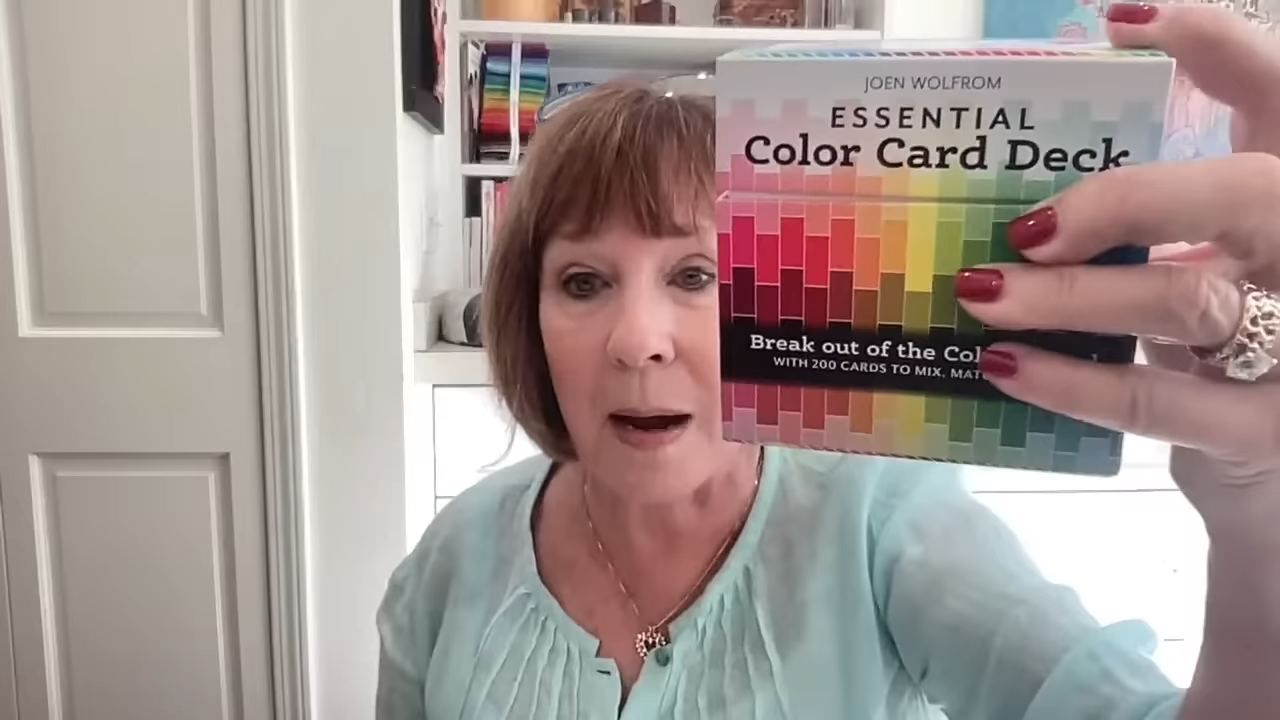 JOEN WOLFROM
ESSENTIAL
Color Card Deck
Break out of the Col
WITH 200 CARDS TO MIX, MAT